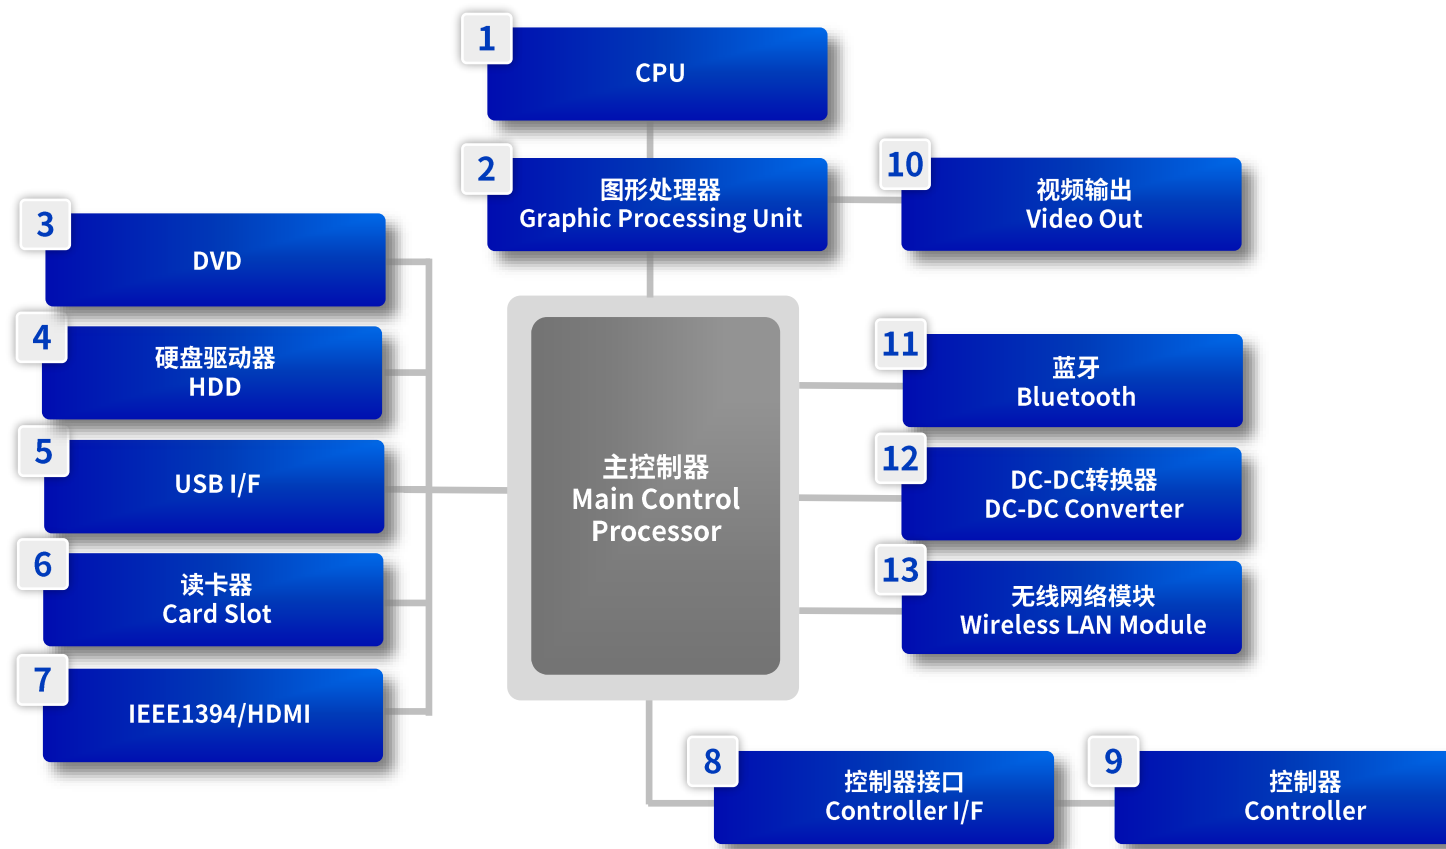 1
CPU
2
图形处理器
Graphic Processing Unit
10
视频输出
Video Out
3
DVD
4
硬盘驱动器
HDD
5
USB I/F
6
读卡器
Card Slot
7
IEEE1394/HDMI
主控制器
Main Control
Processor
11
蓝牙
Bluetooth
12
DC-DC转换器
DC-DC Converter
13
无线网络模块
Wireless LAN Module
8
控制器接口
Controller I/F
9
控制器
Controller